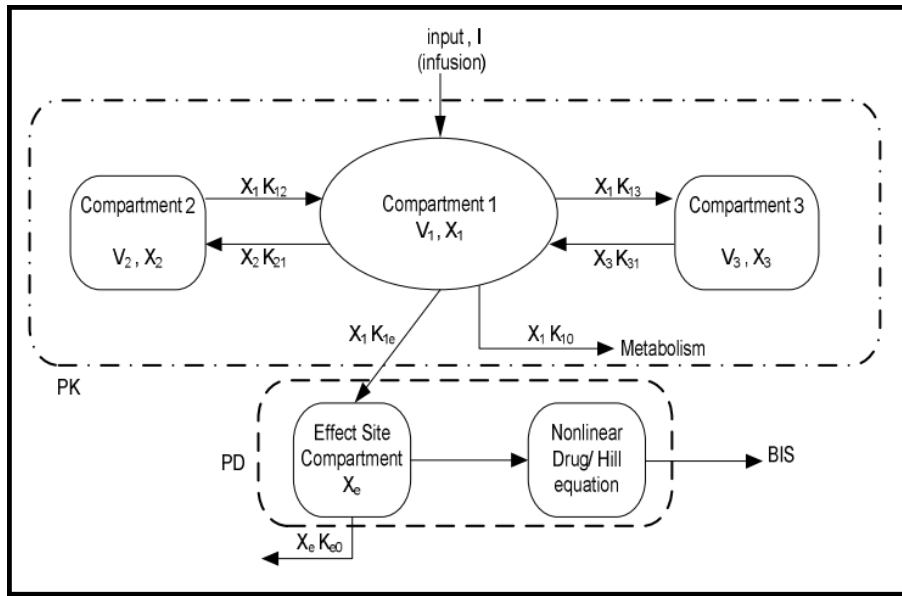 input , I
(infusion)
Compartment 2
V₂ , X₂
X₁ K₁₂
X₂ K₂₁
Compartment 1
V₁ , X₁
X₁ K₁₃
X₃ K₃₁
Compartment 3
V₃ , X₃
X₁ K₁ₑ
X₁ K₁₀
Metabolism
PK
PD
Effect Site
Compartment
Xₑ
Nonlinear
Drug/ Hill
equation
BIS
Xₑ Kₑ₀